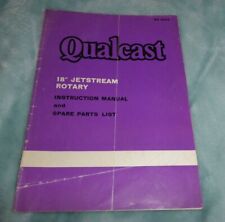 Qualcast
18" JETSTREAM
ROTARY
INSTRUCTION MANUAL
and
SPARE PARTS LIST